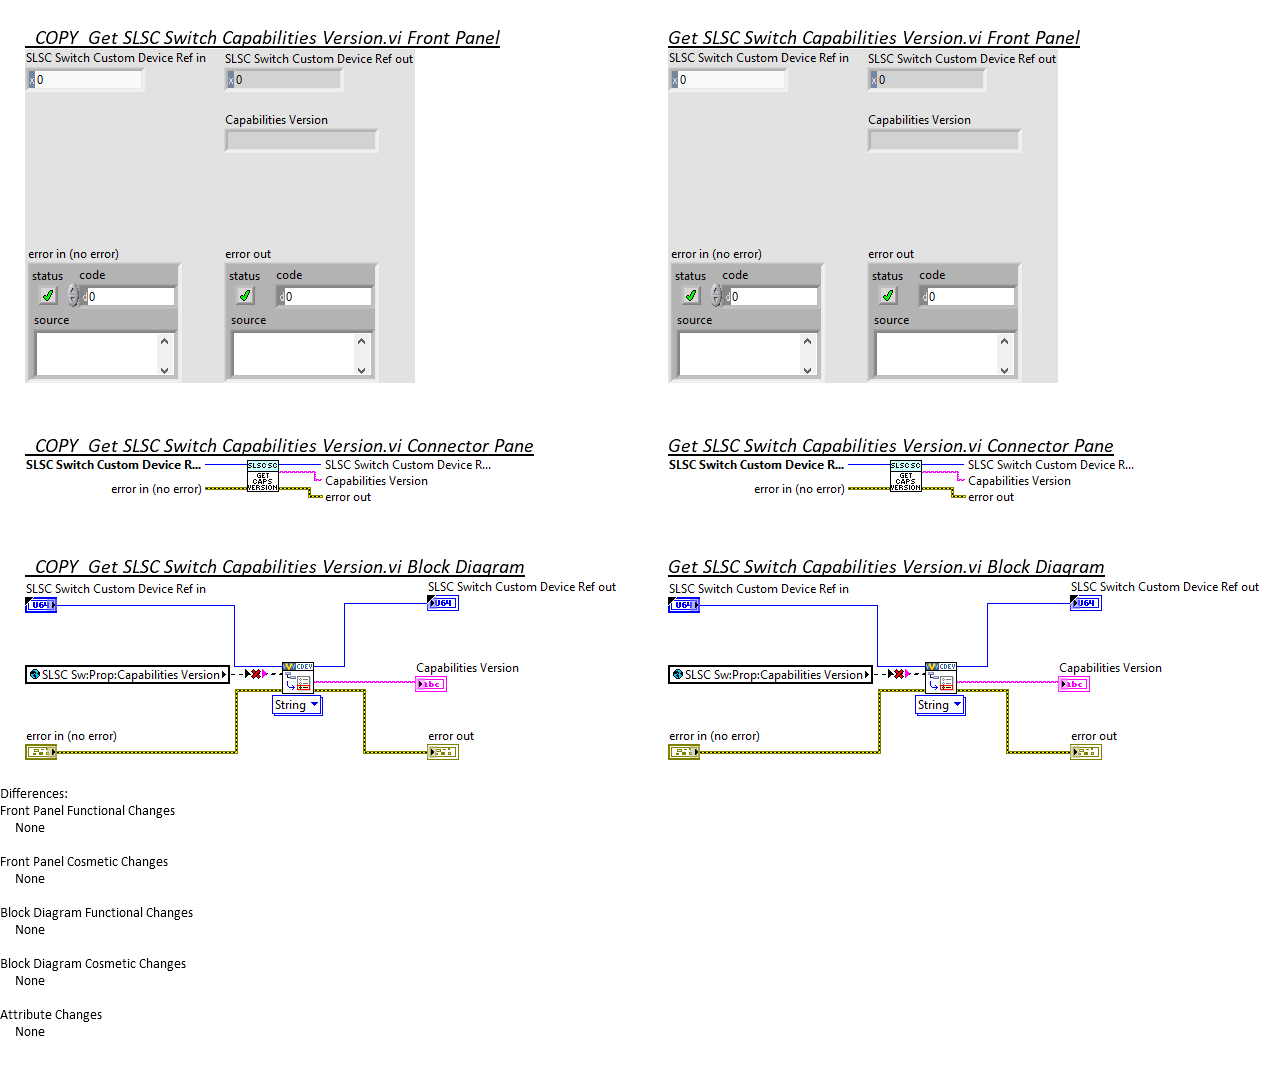 _COPY_Get SLSC Switch Capabilities Version.vi Front Panel
SLSC Switch Custom Device Ref in
SLSC Switch Custom Device Ref out
x 0
x 0
Capabilities Version
error in (no error)
error out
status
code
status
code
d 0
d 0
source
source
Get SLSC Switch Capabilities Version.vi Front Panel
SLSC Switch Custom Device Ref in
SLSC Switch Custom Device Ref out
x 0
x 0
Capabilities Version
error in (no error)
error out
status
code
status
code
d 0
d 0
source
source
_COPY_Get SLSC Switch Capabilities Version.vi Connector Pane
SLSC Switch Custom Device R...
SLSC SC
GET
CAPS
VERSION
SLSC Switch Custom Device R...
Capabilities Version
error in (no error)
error out
Get SLSC Switch Capabilities Version.vi Connector Pane
SLSC Switch Custom Device R...
SLSC SC
GET
CAPS
VERSION
SLSC Switch Custom Device R...
Capabilities Version
error in (no error)
error out
_COPY_Get SLSC Switch Capabilities Version.vi Block Diagram
SLSC Switch Custom Device Ref in
SLSC Switch Custom Device Ref out
U64
U64
SLSC Sw:Prop:Capabilities Version
CDEV
Capabilities Version
abc
String
error in (no error)
error out
Get SLSC Switch Capabilities Version.vi Block Diagram
SLSC Switch Custom Device Ref in
SLSC Switch Custom Device Ref out
U64
U64
SLSC Sw:Prop:Capabilities Version
CDEV
Capabilities Version
abc
String
error in (no error)
error out
Differences:
Front Panel Functional Changes
None
Front Panel Cosmetic Changes
None
Block Diagram Functional Changes
None
Block Diagram Cosmetic Changes
None
Attribute Changes
None